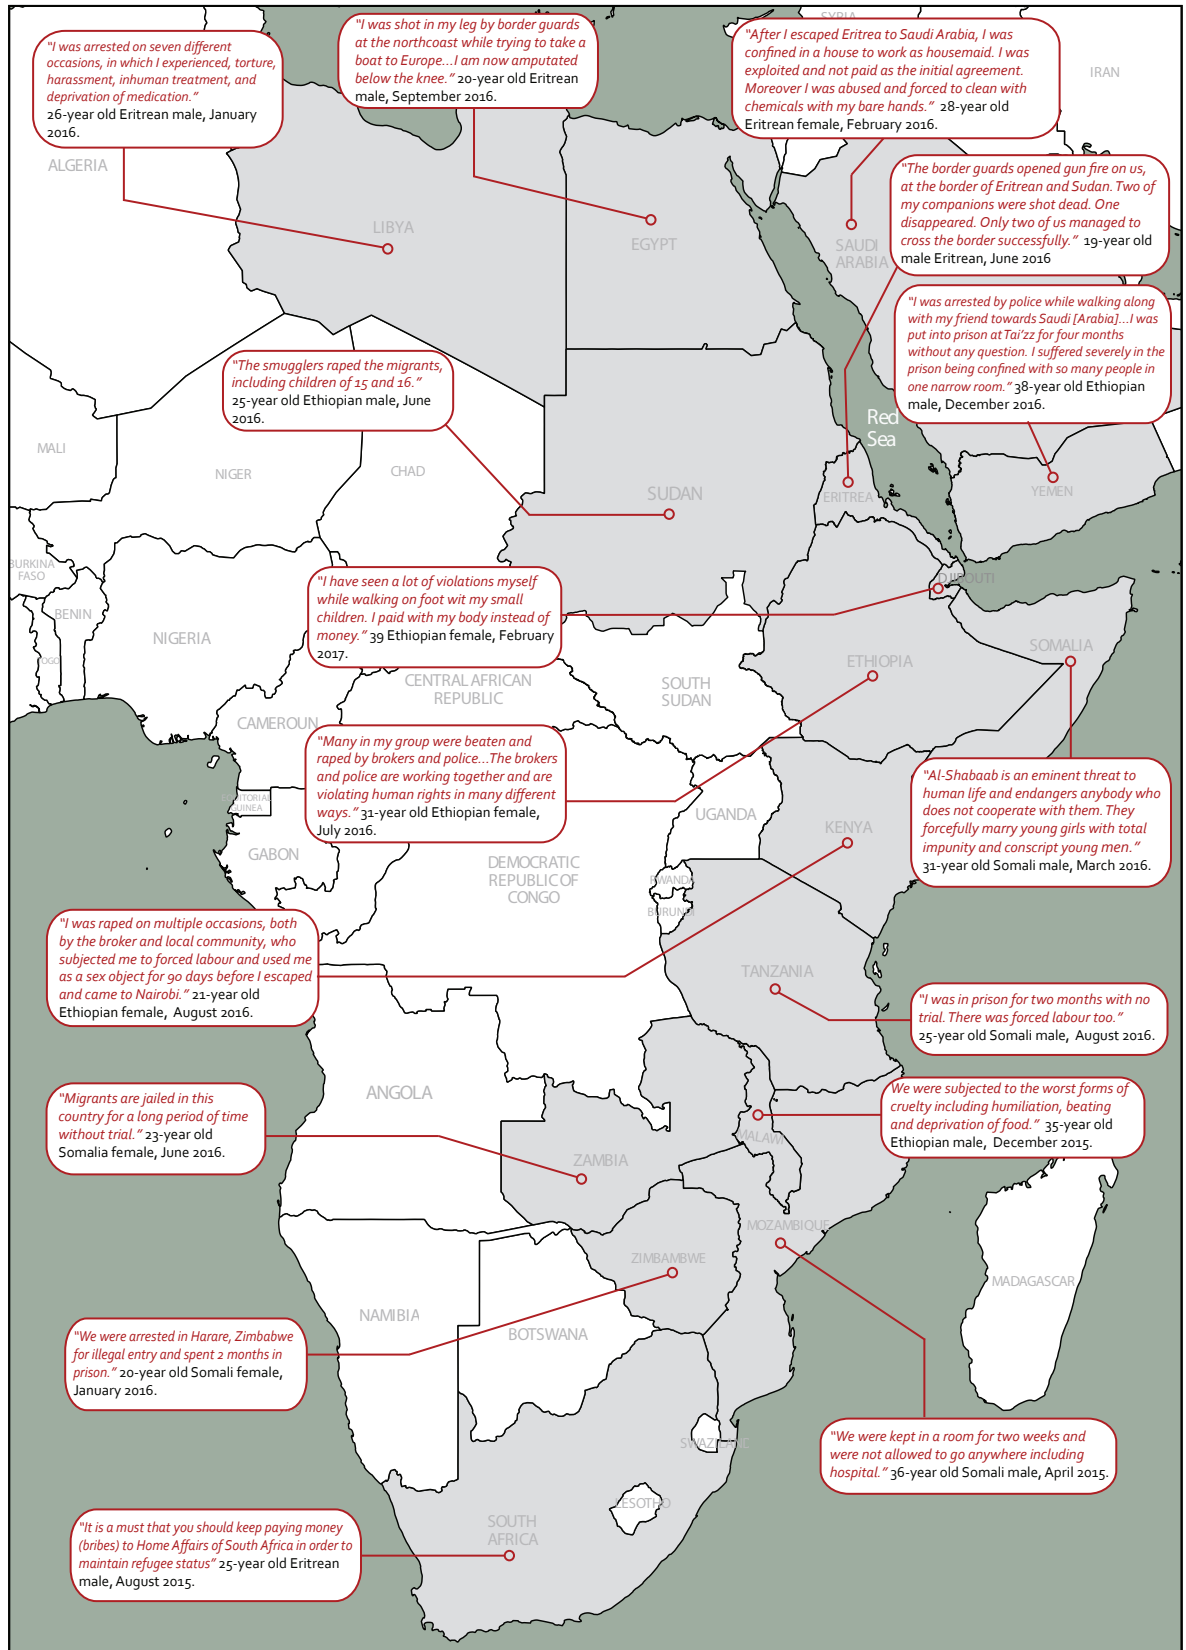 "I was arrested on seven different
occasions, in which I experienced, torture,
harassment, inhuman treatment, and
deprivation of medication."
26-year old Eritrean male, January
2016.
"I was shot in my leg by border guards
at the northcoast while trying to take a
boat to Europe...I am now amputated
below the knee." 20-year old Eritrean
male, September 2016.
SYRIA
"After I escaped Eritrea to Saudi Arabia, I was
confined in a house to work as housemaid. I was
exploited and not paid as the initial agreement.
Moreover I was abused and forced to clean with
chemicals with my bare hands." 28-year old
Eritrean female, February 2016.
IRAN
ALGERIA
LIBYA
EGYPT
SAUDI
ARABIA
"The border guards opened gun fire on us,
at the border of Eritrean and Sudan. Two of
my companions were shot dead. One
disappeared. Only two of us managed to
cross the border successfully." 19-year old
male Eritrean, June 2016
"I was arrested by police while walking along
with my friend towards Saudi [Arabia]...I was
put into prison at Tai'zz for four months
without any question. I suffered severely in the
prison being confined with so many people in
one narrow room." 38-year old Ethiopian
male, December 2016.
"The smugglers raped the migrants,
including children of 15 and 16."
25-year old Ethiopian male, June
2016.
Red
Sea
MALI
NIGER
CHAD
SUDAN
ERITREA
YEMEN
BURKINA
FASO
BENIN
TOGO
NIGERIA
DJIBOUTI
"I have seen a lot of violations myself
while walking on foot wit my small
children. I paid with my body instead of
money." 39 Ethiopian female, February
2017.
ETHIOPIA
SOMALIA
CENTRAL AFRICAN
REPUBLIC
SOUTH
SUDAN
CAMEROUN
"Many in my group were beaten and
raped by brokers and police...The brokers
and police are working together and are
violating human rights in many different
ways." 31-year old Ethiopian female,
July 2016.
"Al-Shabaab is an eminent threat to
human life and endangers anybody who
does not cooperate with them. They
forcefully marry young girls with total
impunity and conscript young men."
31-year old Somali male, March 2016.
EQUITORIAL
GUINEA
GABON
UGANDA
KENYA
DEMOCRATIC
REPUBLIC OF
CONGO
RWANDA
BURUNDI
"I was raped on multiple occasions, both
by the broker and local community, who
subjected me to forced labour and used me
as a sex object for 90 days before I escaped
and came to Nairobi." 21-year old
Ethiopian female, August 2016.
TANZANIA
"I was in prison for two months with no
trial. There was forced labour too."
25-year old Somali male, August 2016.
ANGOLA
"Migrants are jailed in this
country for a long period of time
without trial." 23-year old
Somalia female, June 2016.
We were subjected to the worst forms of
cruelty including humiliation, beating
and deprivation of food." 35-year old
Ethiopian male, December 2015.
MALAWI
ZAMBIA
MOZAMBIQUE
ZIMBABWE
MADAGASCAR
NAMIBIA
BOTSWANA
"We were arrested in Harare, Zimbabwe
for illegal entry and spent 2 months in
prison." 20-year old Somali female,
January 2016.
SWAZILAND
"We were kept in a room for two weeks and
were not allowed to go anywhere including
hospital." 36-year old Somali male, April 2015.
LESOTHO
SOUTH
AFRICA
"It is a must that you should keep paying money
(bribes) to Home Affairs of South Africa in order to
maintain refugee status" 25-year old Eritrean
male, August 2015.